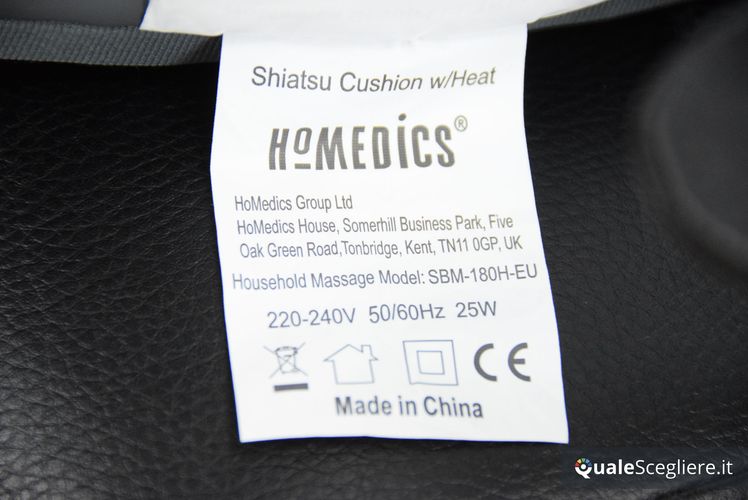 Shiatsu Cushion w/Heat
HoMEDiCS®
HoMedics Group Ltd
HoMedics House, Somerhill Business Park, Five
Oak Green Road,Tonbridge, Kent, TN11 0GP, UK
Household Massage Model: SBM-180H-EU
220-240V 50/60Hz 25W
CE
Made in China
QualeScegliere.it